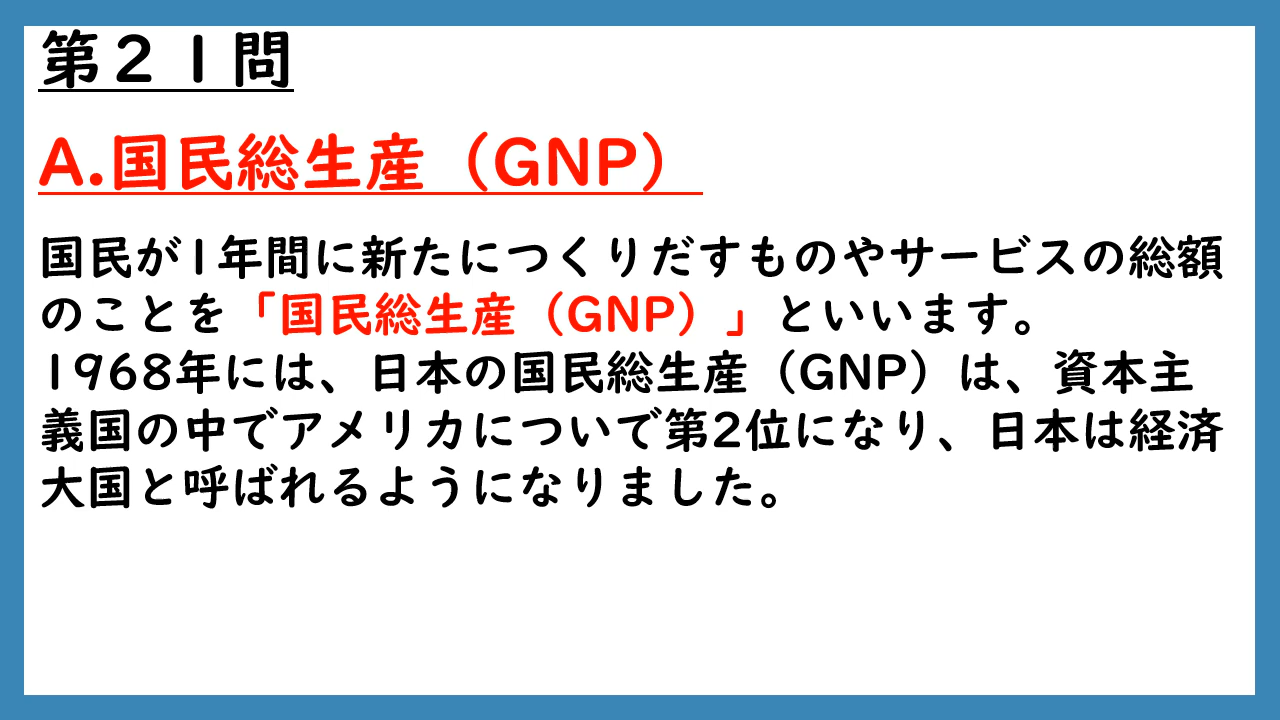 第２１問
A.国民総生産（GNP）
国民が1年間に新たにつくりだすものやサービスの総額
のことを「国民総生産（GNP）」といいます。
1968年には、日本の国民総生産（GNP）は、資本主
義国の中でアメリカについで第2位になり、日本は経済
大国と呼ばれるようになりました。